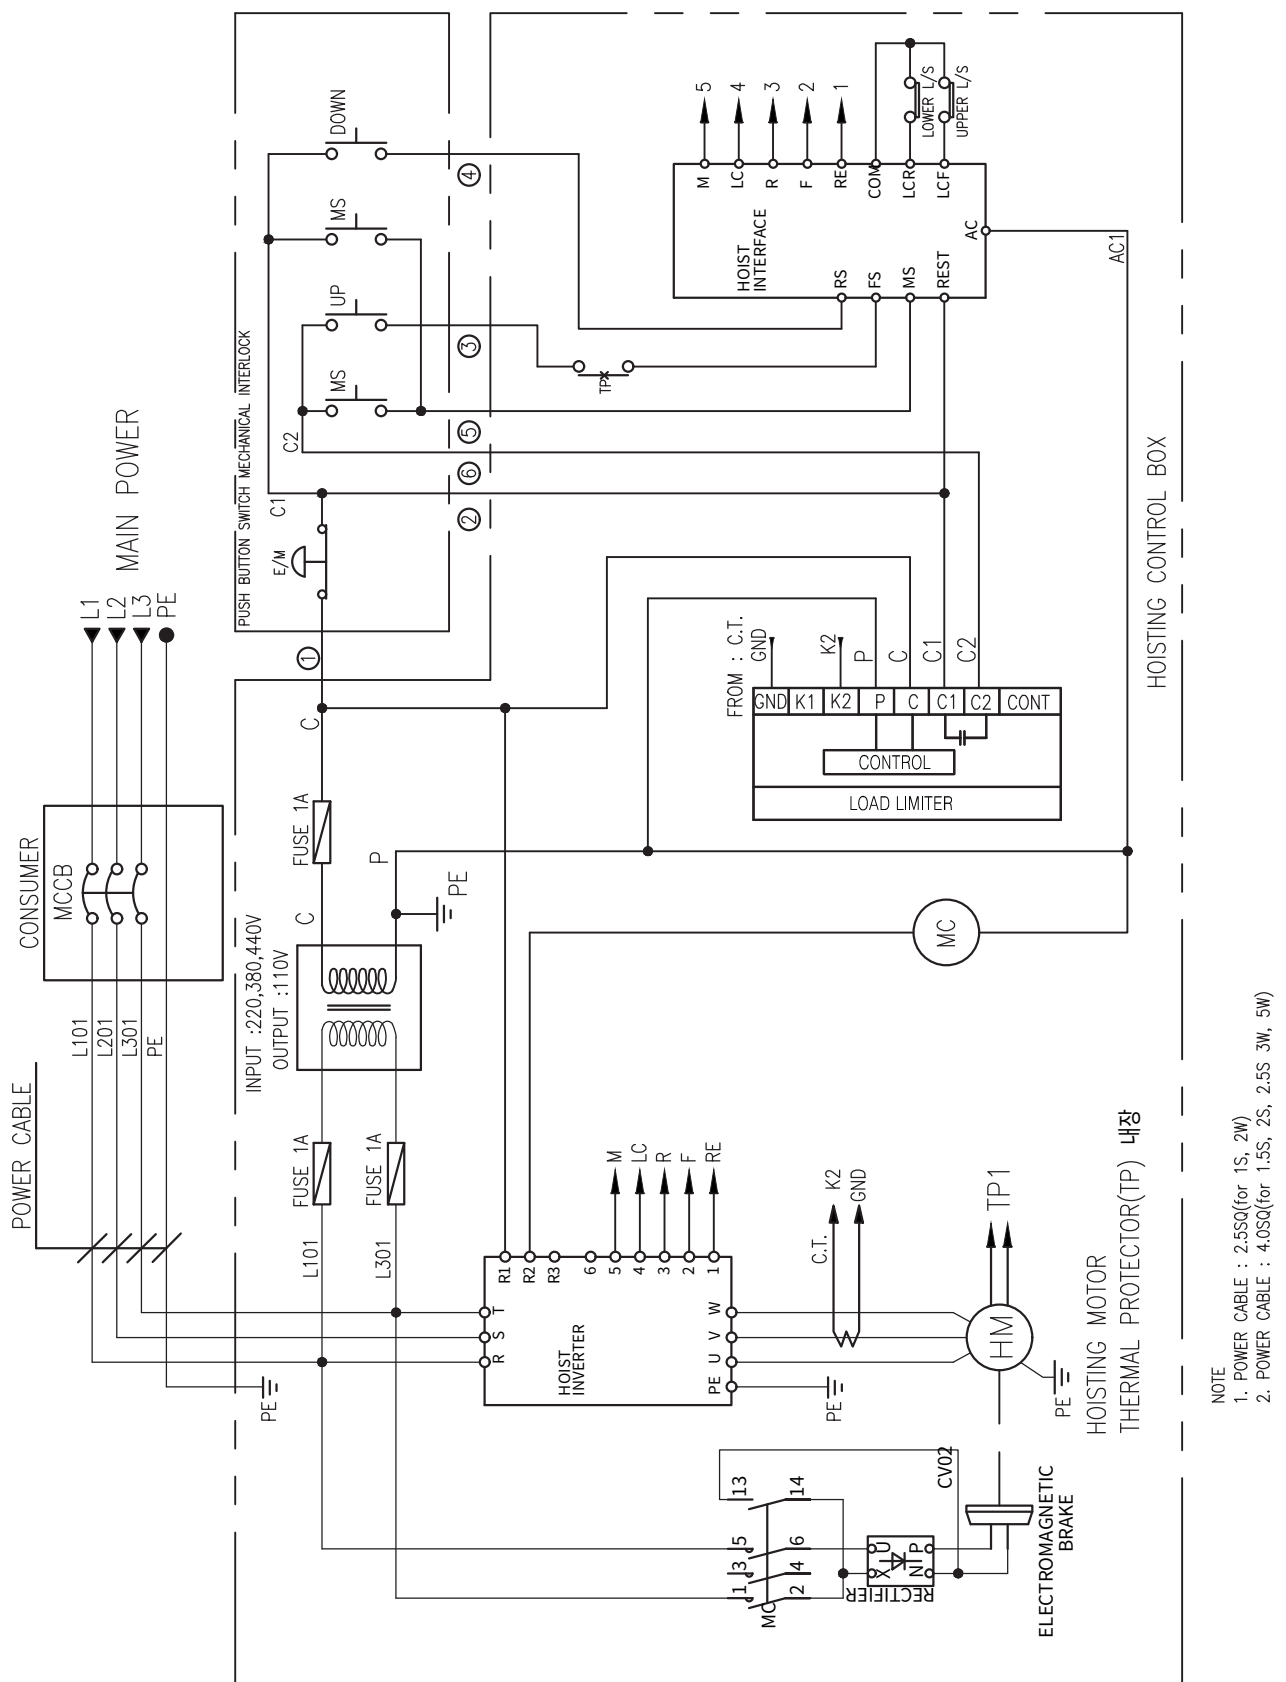 MAIN POWER
L1
L2
L3
PE
CONSUMER
MCCB
L101
L201
L301
PE
POWER CABLE
PE
PUSH BUTTON SWITCH MECHANICAL INTERLOCK
DOWN
MS
UP
MS
C2
C1
E/M
4
3
5
6
2
1
C
FUSE 1A
C
P
PE
INPUT :220,380,440V
OUTPUT :110V
FUSE 1A
FUSE 1A
L101
L301
5
4
3
2
1
LOWER L/S
UPPER L/S
M
LC
R
F
RE
COM
LCR
LCF
HOIST
INTERFACE
AC
AC1
RS
FS
MS
REST
TP
FROM : C.T.
GND
K2
P
C
C1
C2
GND
K1
K2
P
C
C1
C2
CONT
CONTROL
LOAD LIMITER
HOISTING CONTROL BOX
MC
R1
R2
R3
6
5
4
3
2
1
M
LC
R
F
RE
T
S
R
HOIST
INVERTER
W
V
U
PE
PE
C.T.
K2
GND
TP1
HM
PE
HOISTING MOTOR
THERMAL PROTECTOR(TP) 내장
13
14
5
6
3
4
1
2
MC
U
X
P
N
RECTIFIER
CV02
ELECTROMAGNETIC
BRAKE
NOTE
1. POWER CABLE : 2.5SQ(for 1S, 2W)
2. POWER CABLE : 4.0SQ(for 1.5S, 2S, 2.5S 3W, 5W)